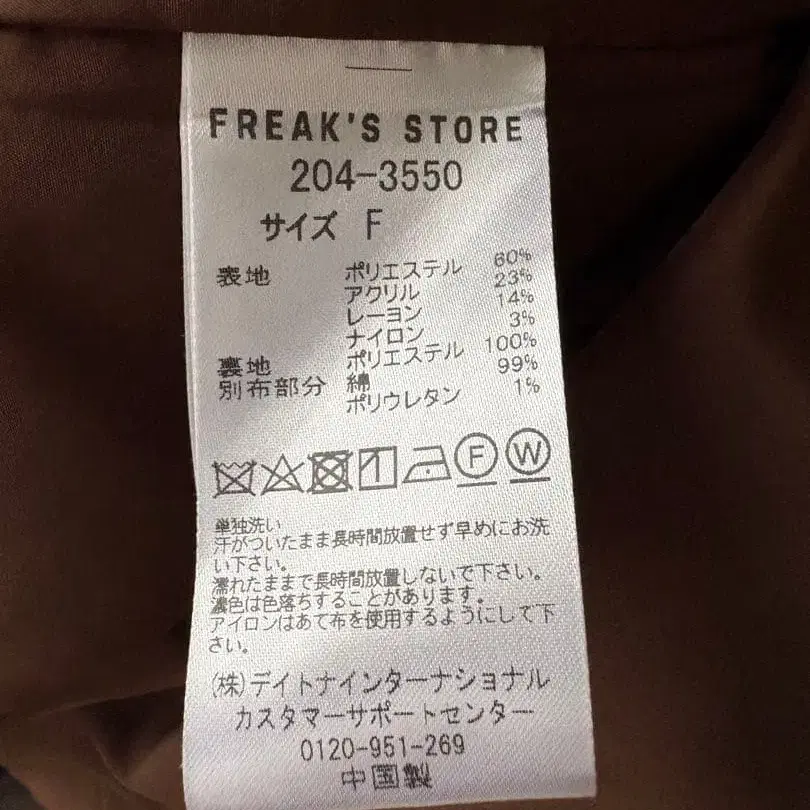 FREAK'S STORE
204-3550
サイズ F
表地 ポリエステル 60%
アクリル 23%
レーヨン 14%
ナイロン 3%
裏地 ポリエステル 100%
別布部分 綿 99%
ポリウレタン 1%
F W
単独洗い
汗がついたまま長時間放置せず早めにお洗
い下さい。
濡れたままで長時間放置しないで下さい。
濃色は色落ちすることがあります。
アイロンはあて布を使用するようにして下
さい。
(株)デイトナインターナショナル
カスタマーサポートセンター
0120-951-269
中国製